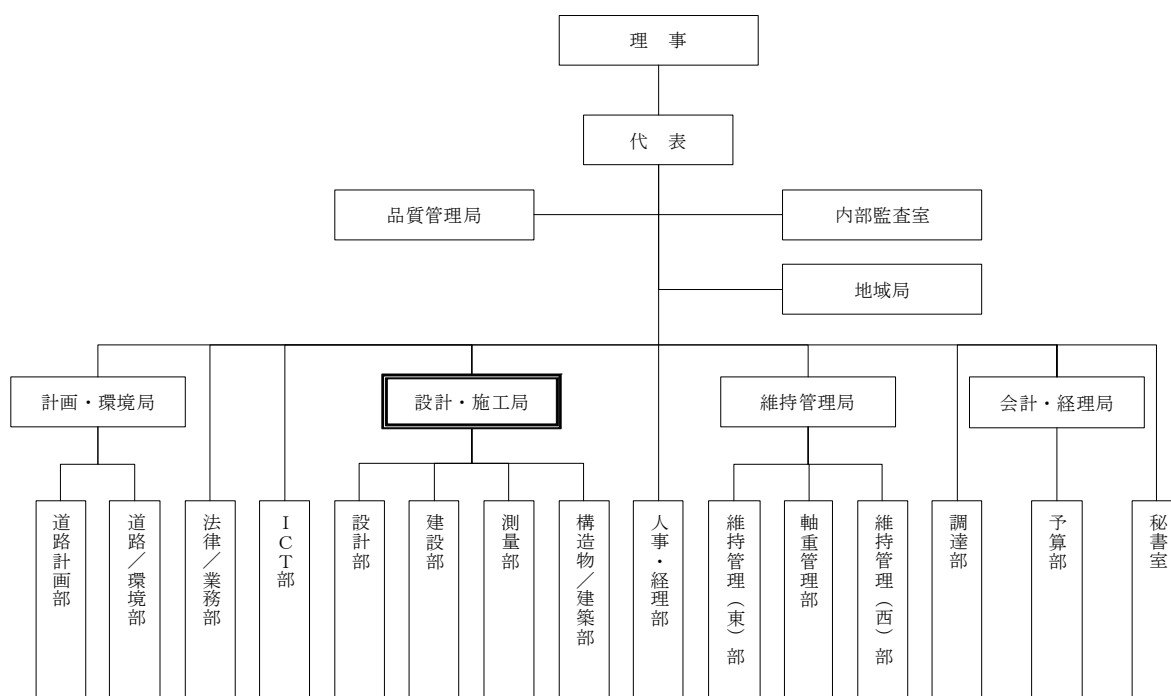 理　事
代　表
品質管理局
内部監査室
地域局
計画・環境局
設計・施工局
維持管理局
会計・経理局
道路計画部
道路／環境部
法律／業務部
ICT部
設計部
建設部
測量部
構造物／建築部
人事・経理部
維持管理（東）部
軸重管理部
維持管理（西）部
調達部
予算部
秘書室